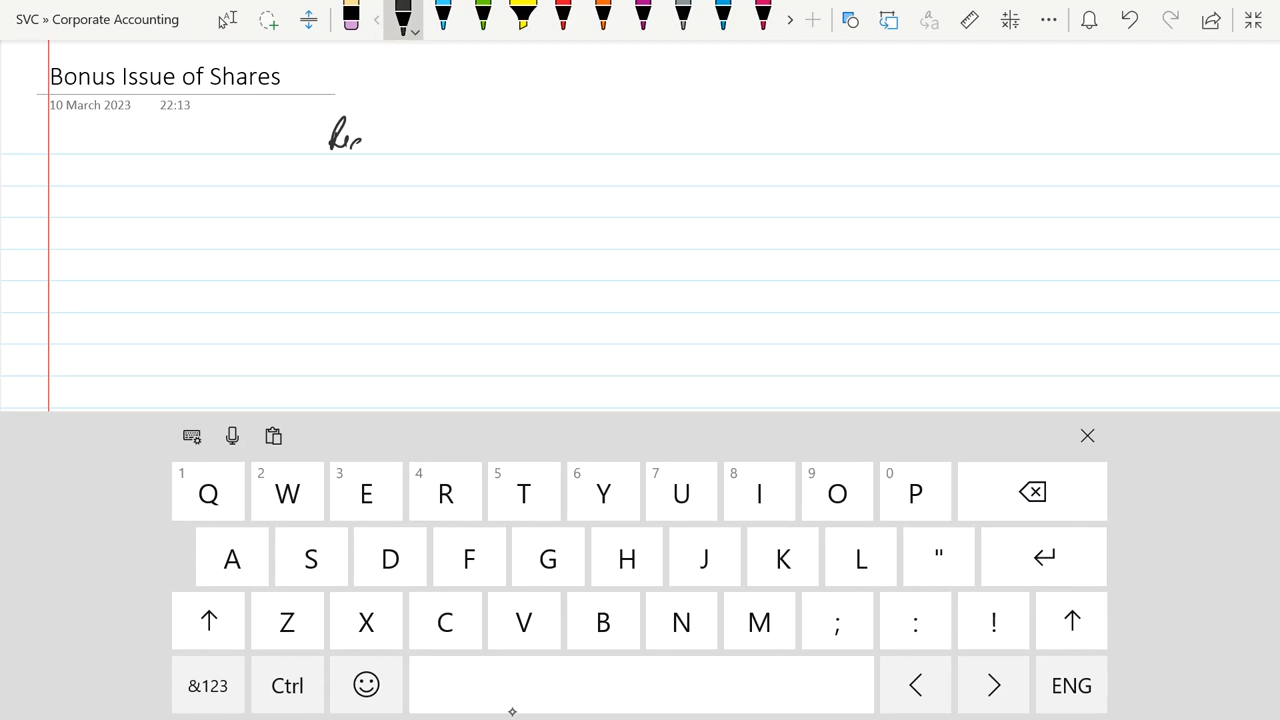 SVC » Corporate Accounting
Bonus Issue of Shares
10 March 2023 22:13
1 Q 2 W 3 E 4 R 5 T 6 Y 7 U 8 I 9 O 0 P
A S D F G H J K L "
Z X C V B N M ; : !
&123 Ctrl ENG